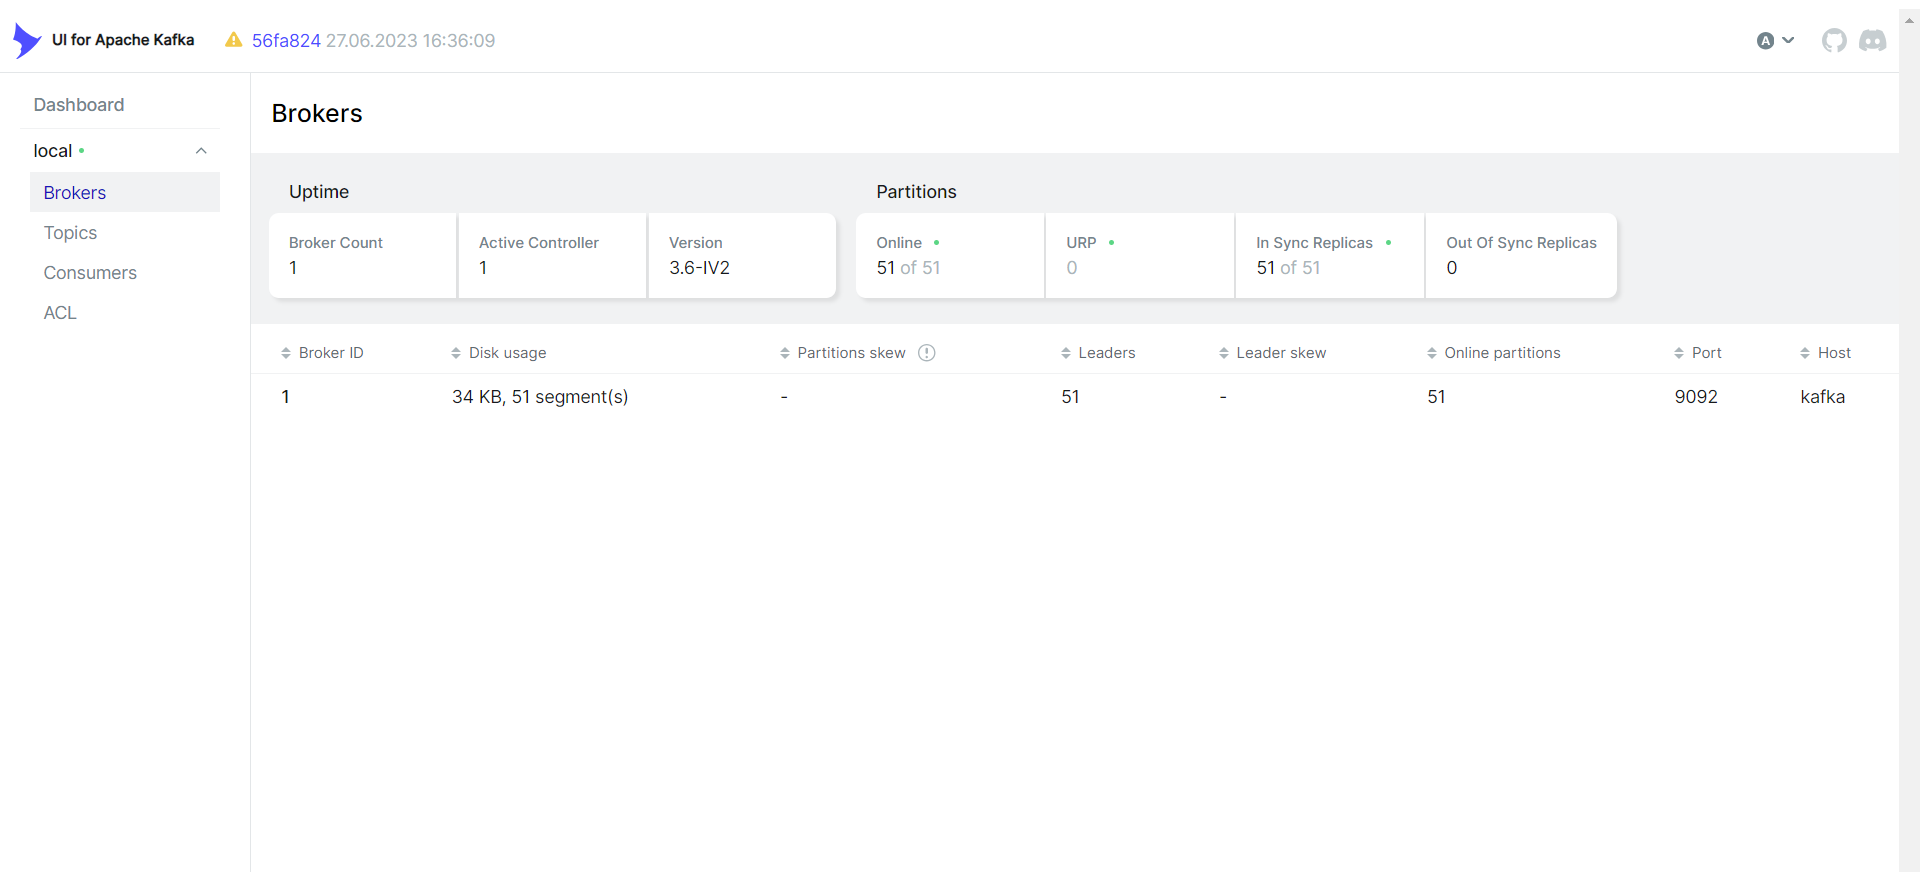 UI for Apache Kafka
56fa824 27.06.2023 16:36:09
A
Dashboard
local
Brokers
Topics
Consumers
ACL
Brokers
Uptime
Broker Count
1
Active Controller
1
Version
3.6-IV2
Partitions
Online
51 of 51
URP
0
In Sync Replicas
51 of 51
Out Of Sync Replicas
0
Broker ID Disk usage Partitions skew Leaders Leader skew Online partitions Port Host
1 34 KB, 51 segment(s) - 51 - 51 9092 kafka